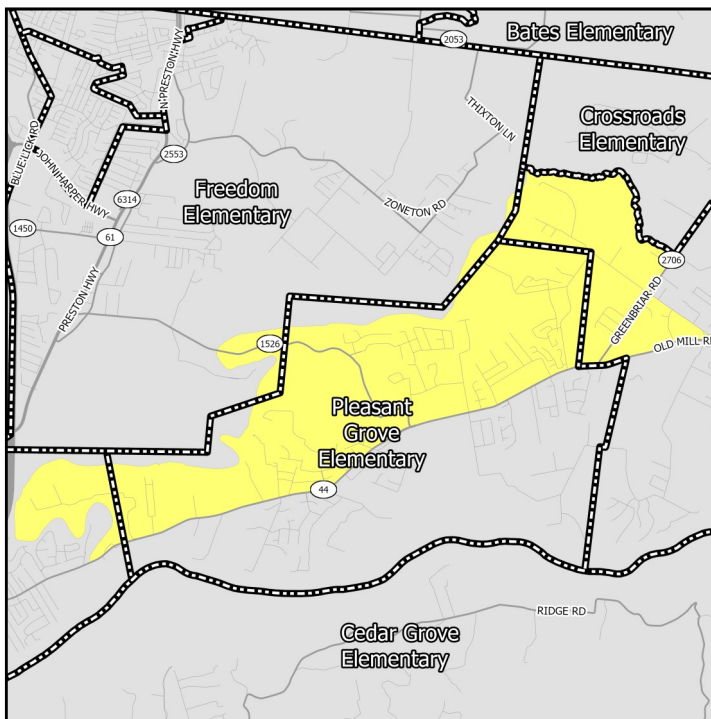 Bates Elementary
2053
N PRESTON HWY
Crossroads
Elementary
THIXTON LN
BLUE LICK RD
JOHN HARPER HWY
2553
Freedom
Elementary
6314
ZONETON RD
1450
61
2706
PRESTON HWY
GREENBRIAR RD
1526
OLD MILL RD
Pleasant
Grove
Elementary
44
RIDGE RD
Cedar Grove
Elementary